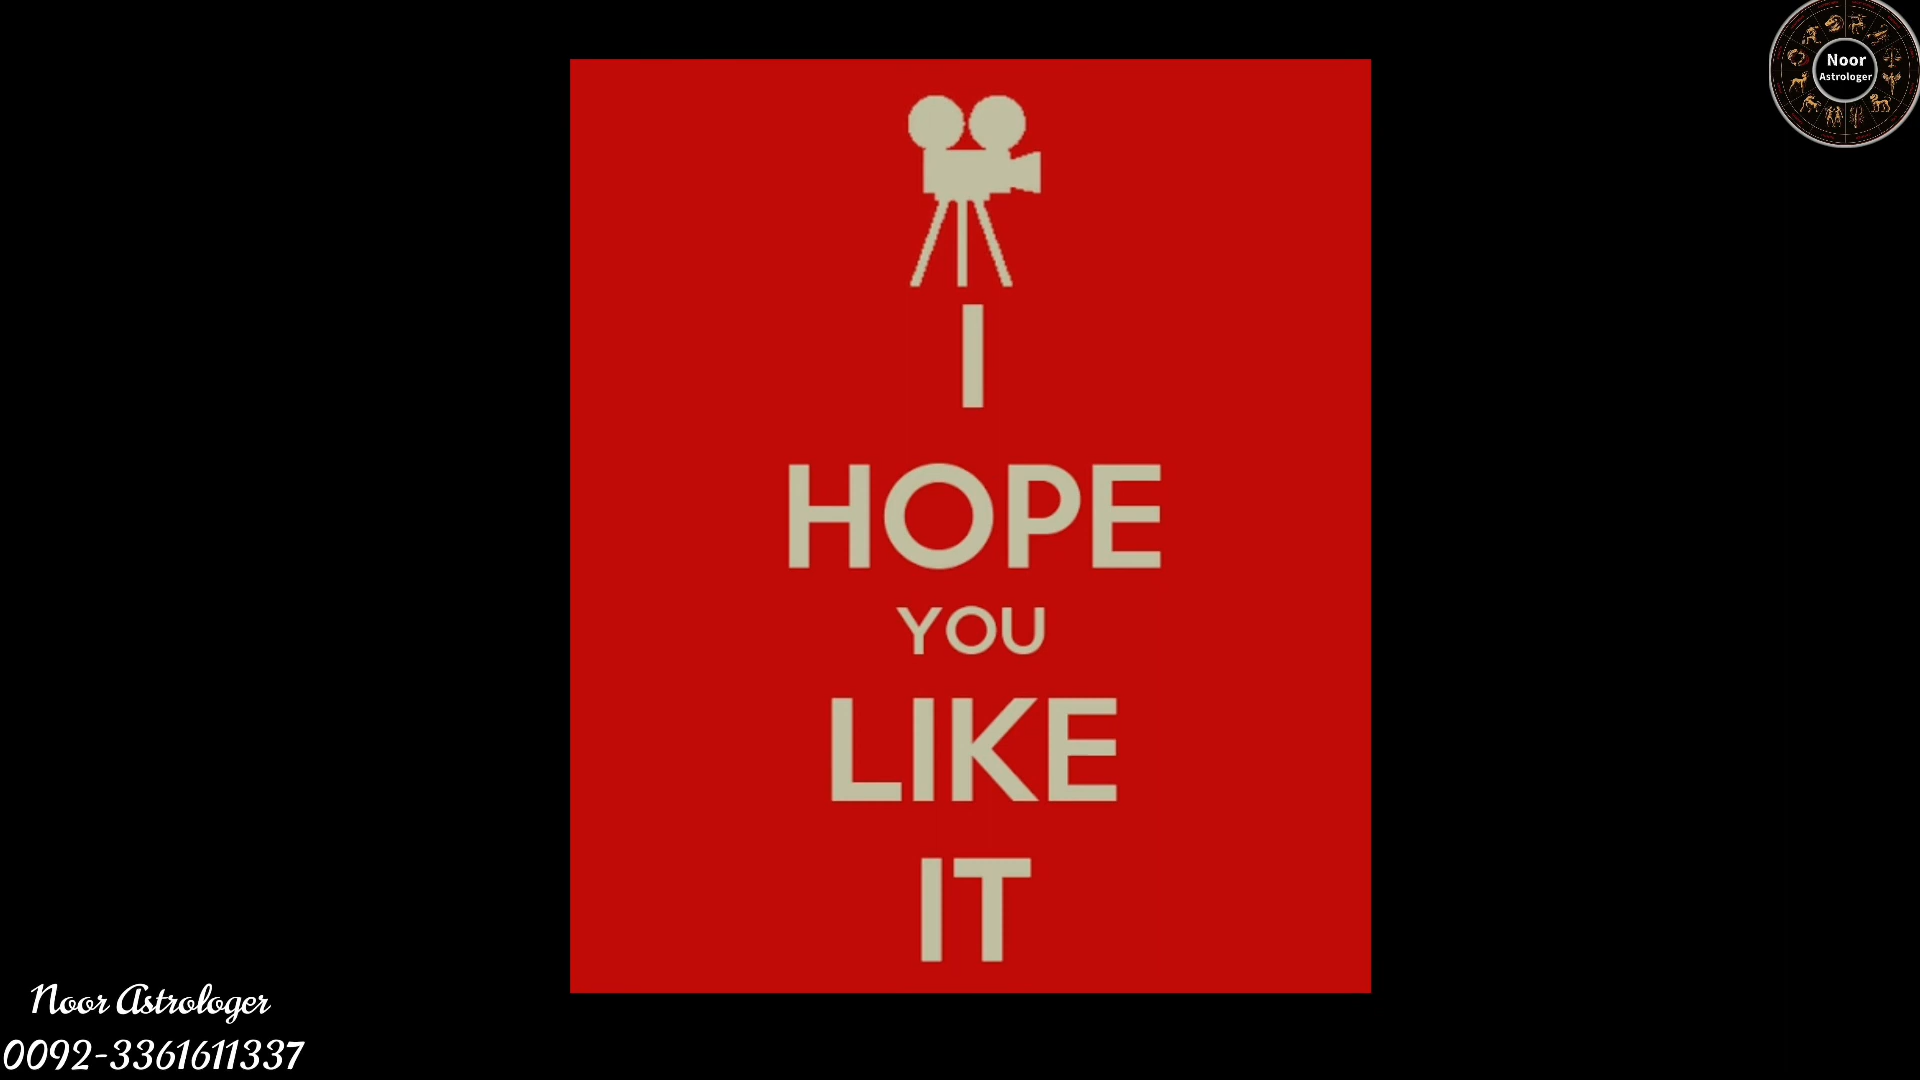 Noor
Astrologer
I
HOPE
YOU
LIKE
IT
Noor Astrologer
0092-3361611337